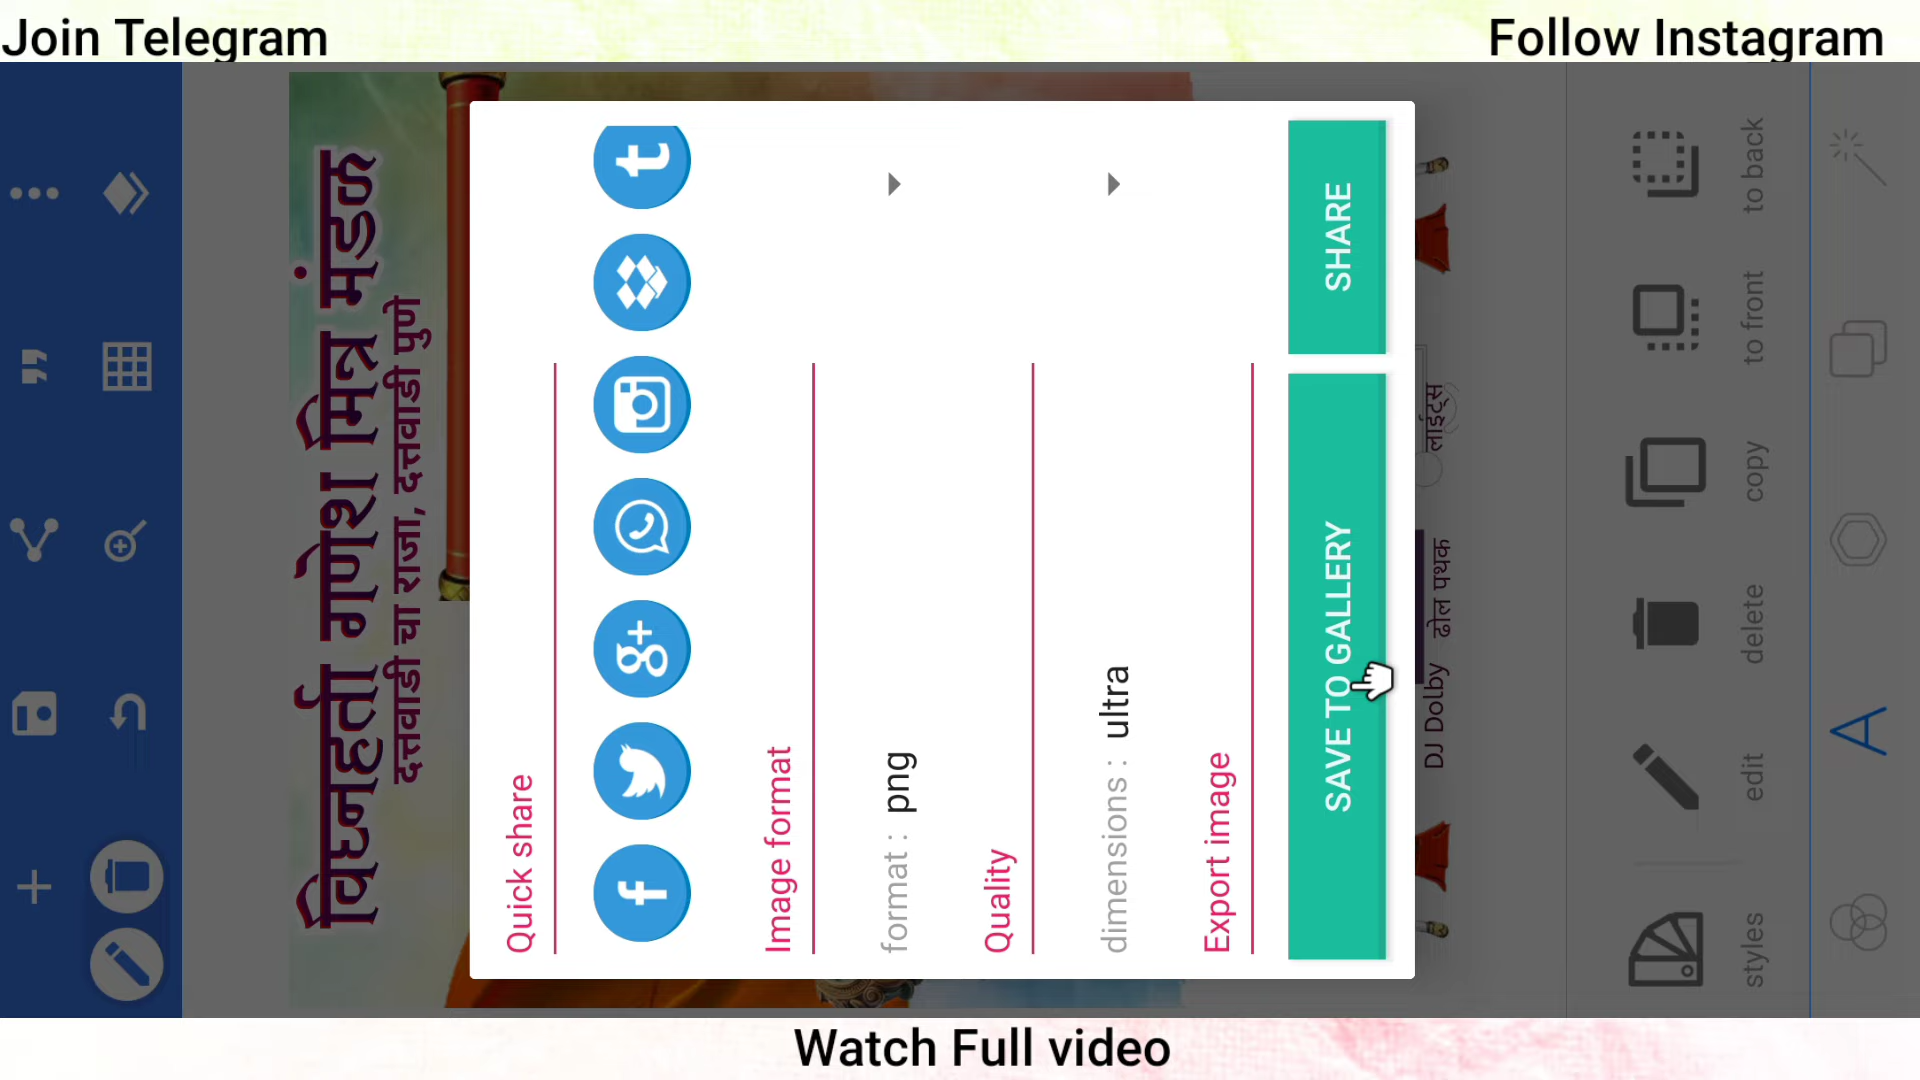 Join Telegram
Follow Instagram
विघ्नहर्ता गणेश मित्र मंडळ
दत्तवाडी चा राजा, दत्तवाडी पुणे
Quick share
Image format
format : png
Quality
dimensions : ultra
Export image
SAVE TO GALLERY
SHARE
DJ Dolby
ढोल पथक
लाईट्स
styles
edit
delete
copy
to front
to back
Watch Full video